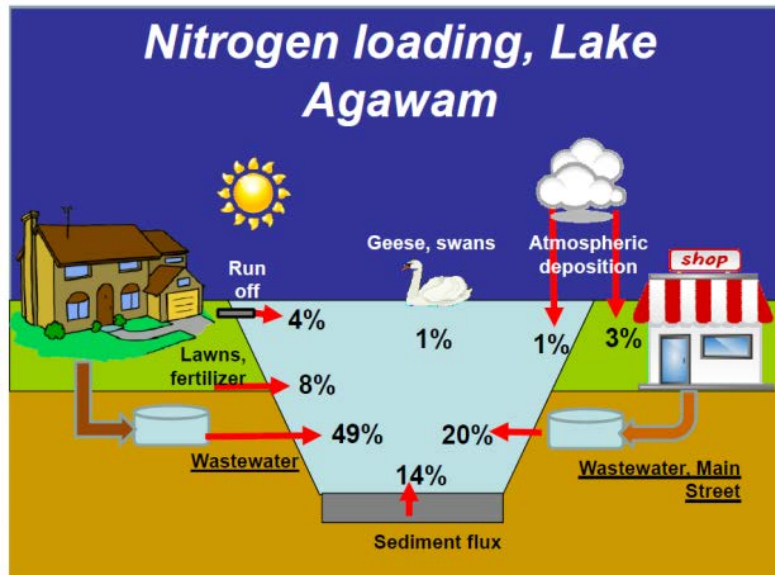 Nitrogen loading, Lake
Agawam
Geese, swans
Atmospheric
deposition
shop
Run
off
4%
1%
1%
3%
Lawns,
fertilizer
8%
49%
20%
Wastewater
Wastewater, Main
Street
14%
Sediment flux